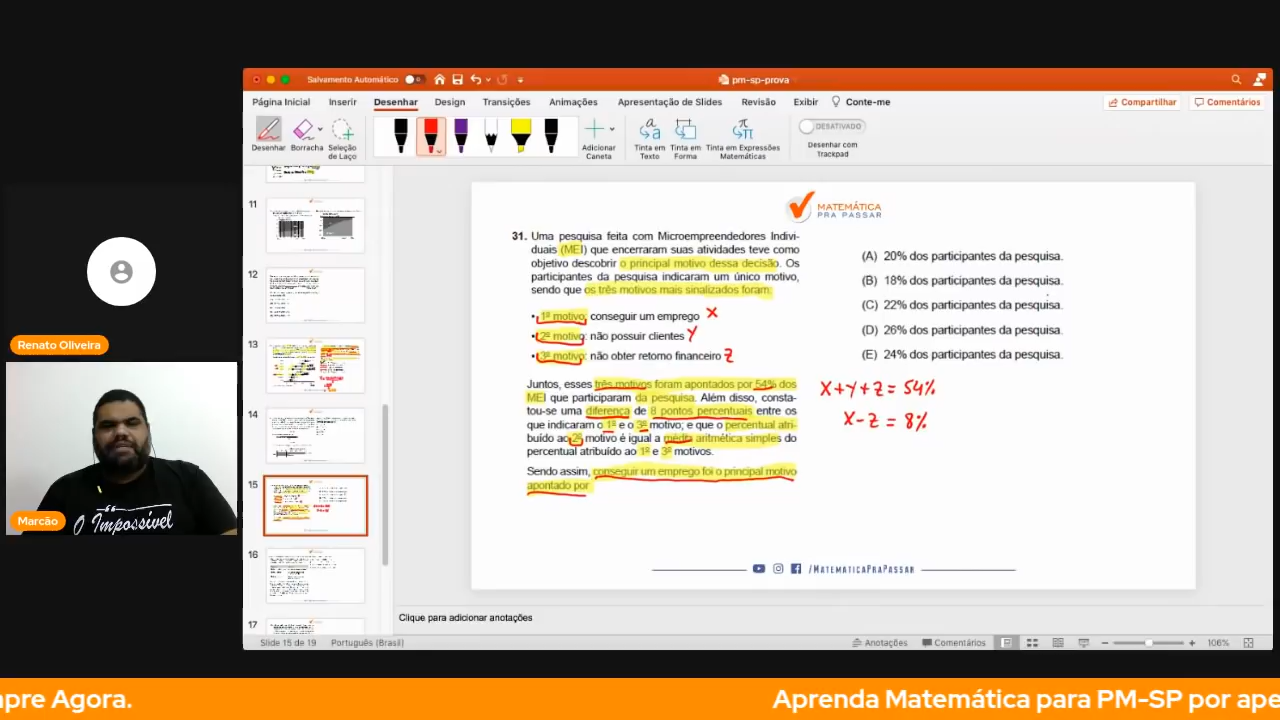 Salvamento Automático
pm-sp-prova
Página Inicial Inserir Desenhar Design Transições Animações Apresentação de Slides Revisão Exibir Conte-me
Compartilhar Comentários
Desenhar
Borracha
Seleção
de Laço
Adicionar
Caneta
Tinta em
Texto
Tinta em
Forma
Tinta em Expressões
Matemáticas
DESATIVADO
Desenhar com
Trackpad
11
12
13
14
15
16
17
Renato Oliveira
Marcão
O Impossível
MATEMÁTICA
PRA PASSAR
31. Uma pesquisa feita com Microempreendedores Indivi-
duais (MEI) que encerraram suas atividades teve como
objetivo descobrir o principal motivo dessa decisão. Os
participantes da pesquisa indicaram um único motivo,
sendo que os três motivos mais sinalizados foram:
• 1º motivo: conseguir um emprego X
• 2º motivo: não possuir clientes Y
• 3º motivo: não obter retorno financeiro Z
Juntos, esses três motivos foram apontados por 54% dos
MEI que participaram da pesquisa. Além disso, consta-
tou-se uma diferença de 8 pontos percentuais entre os
que indicaram o 1º e o 3º motivo; e que o percentual atri-
buído ao 2º motivo é igual a média aritmética simples do
percentual atribuído ao 1º e 3º motivos.
Sendo assim, conseguir um emprego foi o principal motivo
apontado por
(A) 20% dos participantes da pesquisa.
(B) 18% dos participantes da pesquisa.
(C) 22% dos participantes da pesquisa.
(D) 26% dos participantes da pesquisa.
(E) 24% dos participantes da pesquisa.
X+Y+Z = 54%
X-Z = 8%
/MATEMATICAPRAPASSAR
Clique para adicionar anotações
Slide 15 de 19 Português (Brasil) Anotações Comentários 106%
npre Agora. Aprenda Matemática para PM-SP por ape